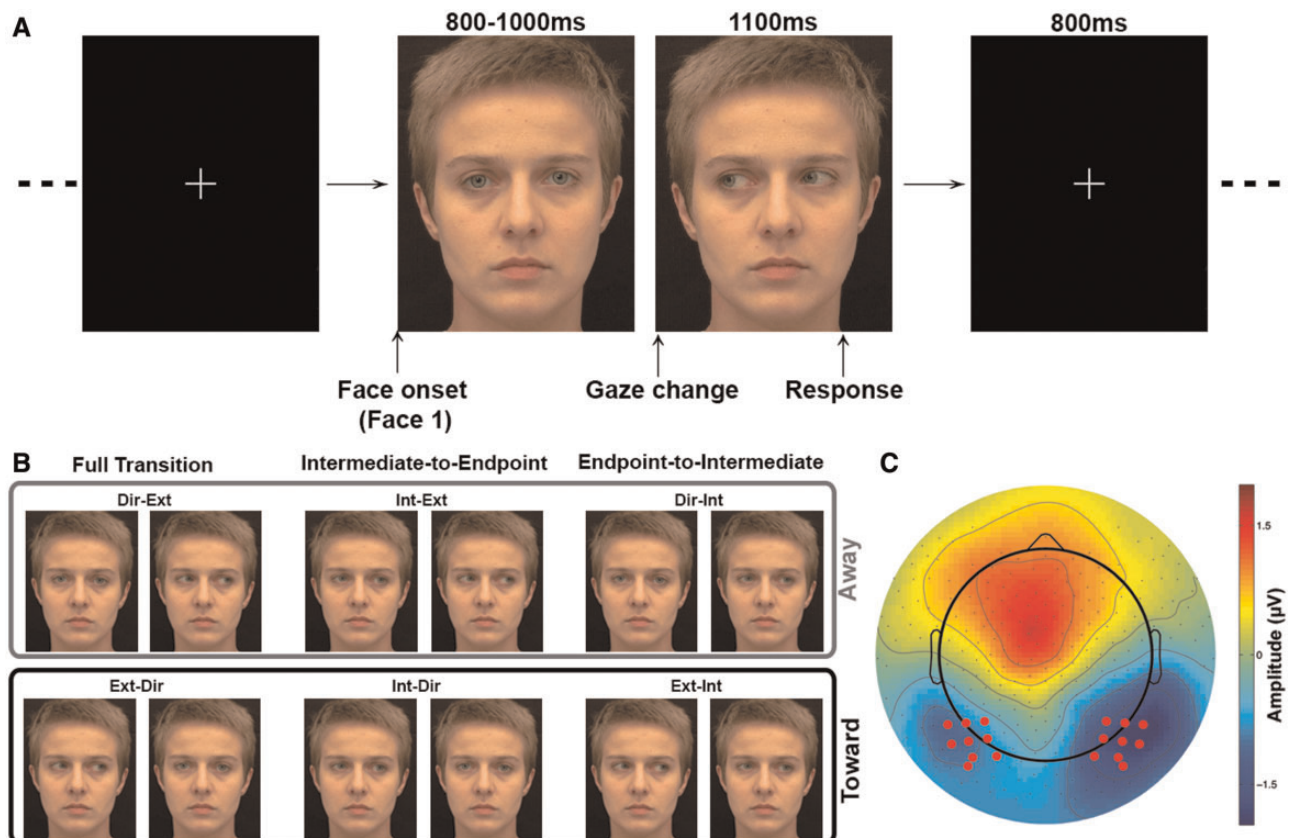 A
800-1000ms
1100ms
800ms
Face onset
(Face 1)
Gaze change
Response
B
Full Transition
Intermediate-to-Endpoint
Endpoint-to-Intermediate
Dir-Ext
Int-Ext
Dir-Int
Away
Ext-Dir
Int-Dir
Ext-Int
Toward
C
1.5
0
−1.5
Amplitude (µV)